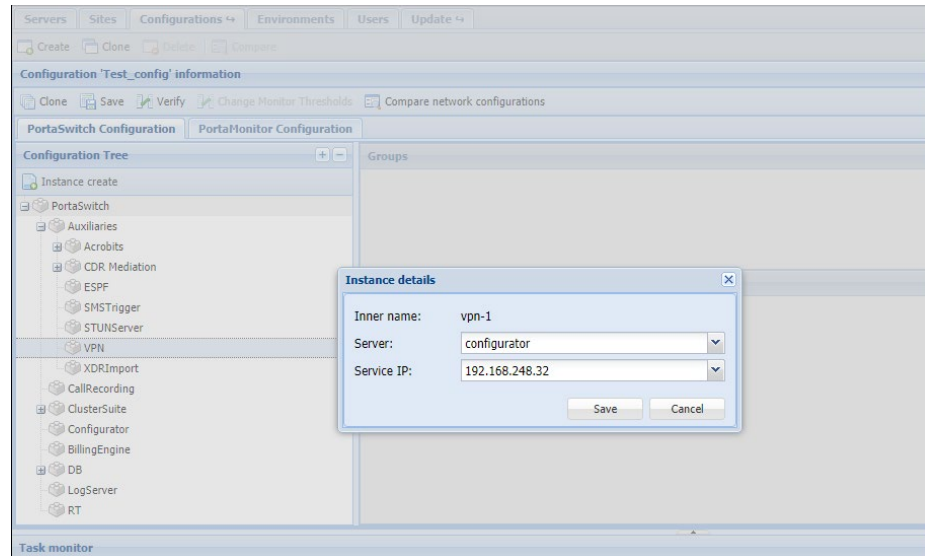 Servers Sites Configurations Environments Users Update
Create Clone Delete Compare
Configuration 'Test_config' information
Clone Save Verify Change Monitor Thresholds Compare network configurations
PortaSwitch Configuration PortaMonitor Configuration
Configuration Tree
Groups
Instance create
PortaSwitch
Auxiliaries
Acrobits
CDR Mediation
ESPF
SMSTrigger
STUNServer
VPN
XDRImport
CallRecording
ClusterSuite
Configurator
BillingEngine
DB
LogServer
RT
Instance details
Inner name: vpn-1
Server: configurator
Service IP: 192.168.248.32
Save Cancel
Task monitor